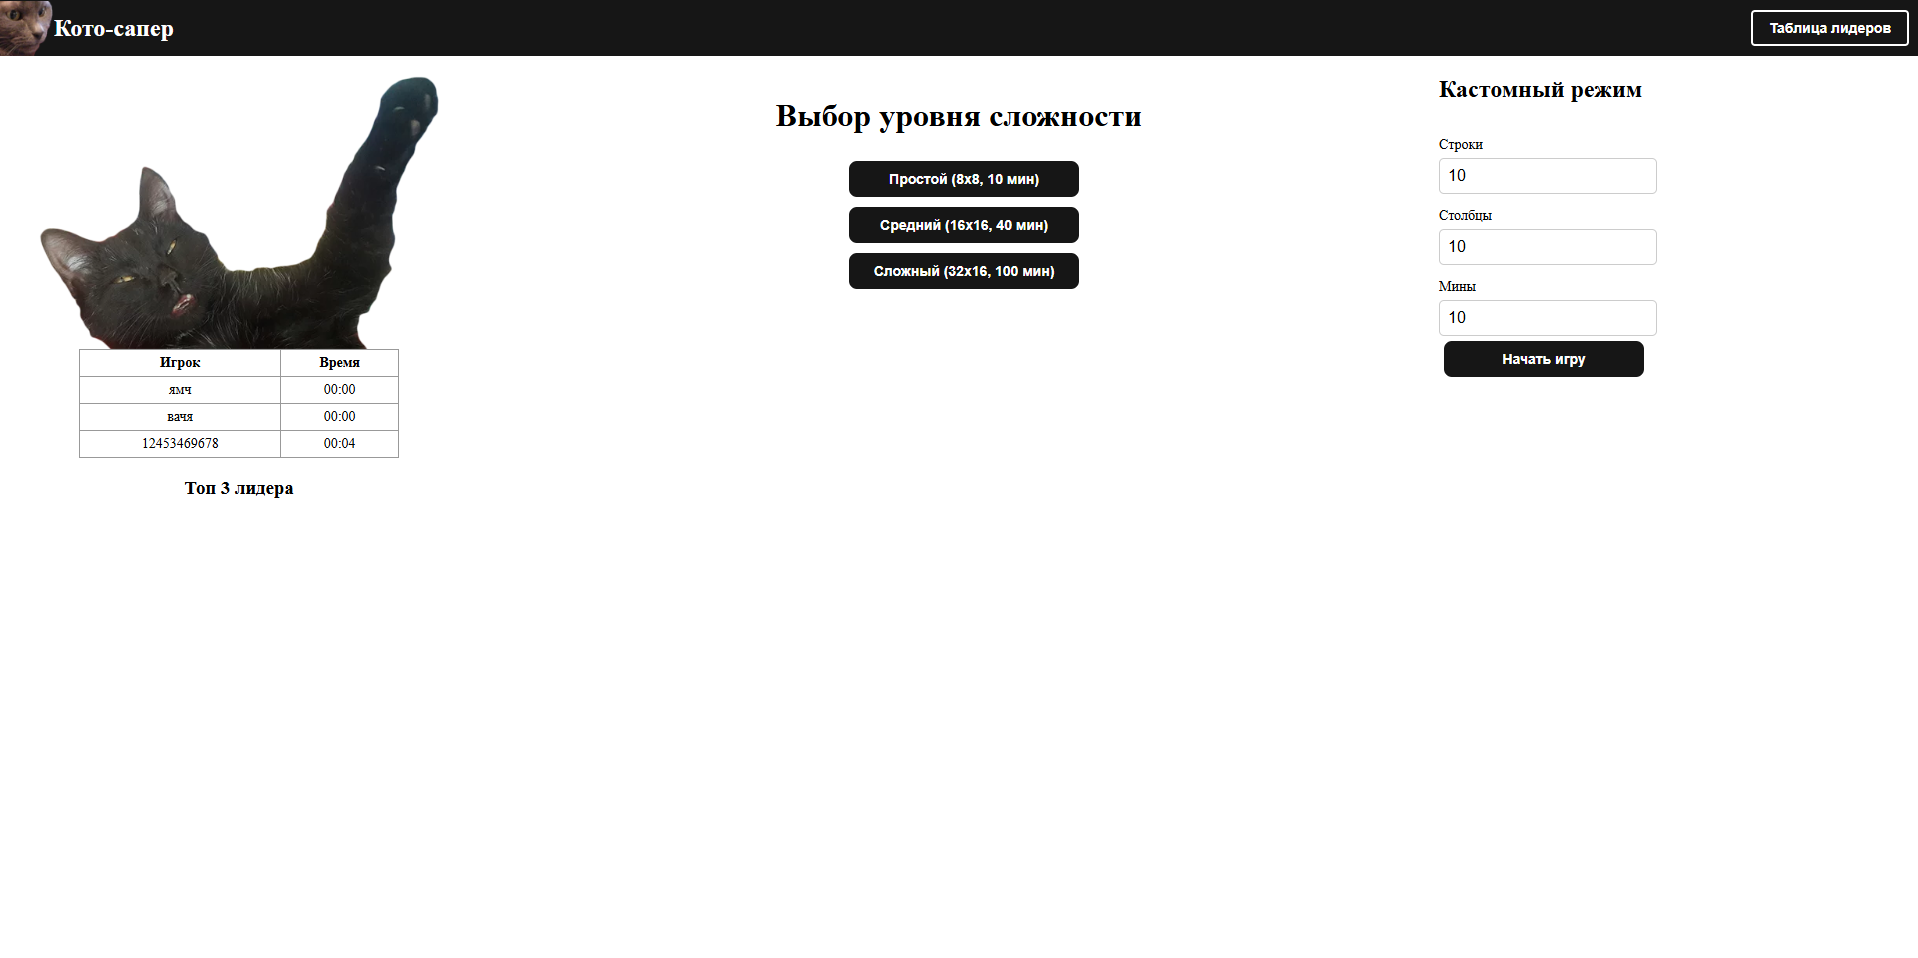 Кото-сапер
Таблица лидеров
Игрок Время
ямч 00:00
вачя 00:00
12453469678 00:04
Топ 3 лидера
Выбор уровня сложности
Простой (8x8, 10 мин)
Средний (16x16, 40 мин)
Сложный (32x16, 100 мин)
Кастомный режим
Строки
10
Столбцы
10
Мины
10
Начать игру